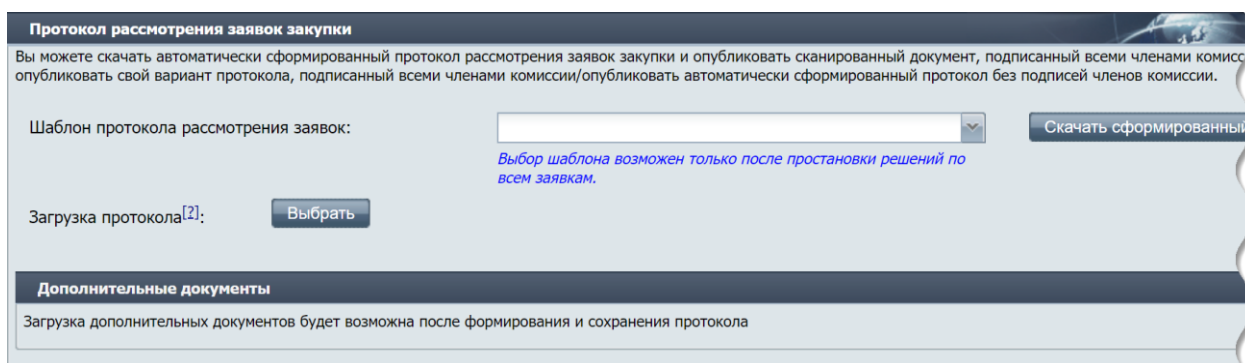 Протокол рассмотрения заявок закупки
Вы можете скачать автоматически сформированный протокол рассмотрения заявок закупки и опубликовать сканированный документ, подписанный всеми членами
опубликовать свой вариант протокола, подписанный всеми членами комиссии/опубликовать автоматически сформированный протокол без подписей членов комиссии.
Шаблон протокола рассмотрения заявок:
Скачать сформированный
Выбор шаблона возможен только после простановки решений по
всем заявкам.
Загрузка протокола[?]:
Выбрать
Дополнительные документы
Загрузка дополнительных документов будет возможна после формирования и сохранения протокола